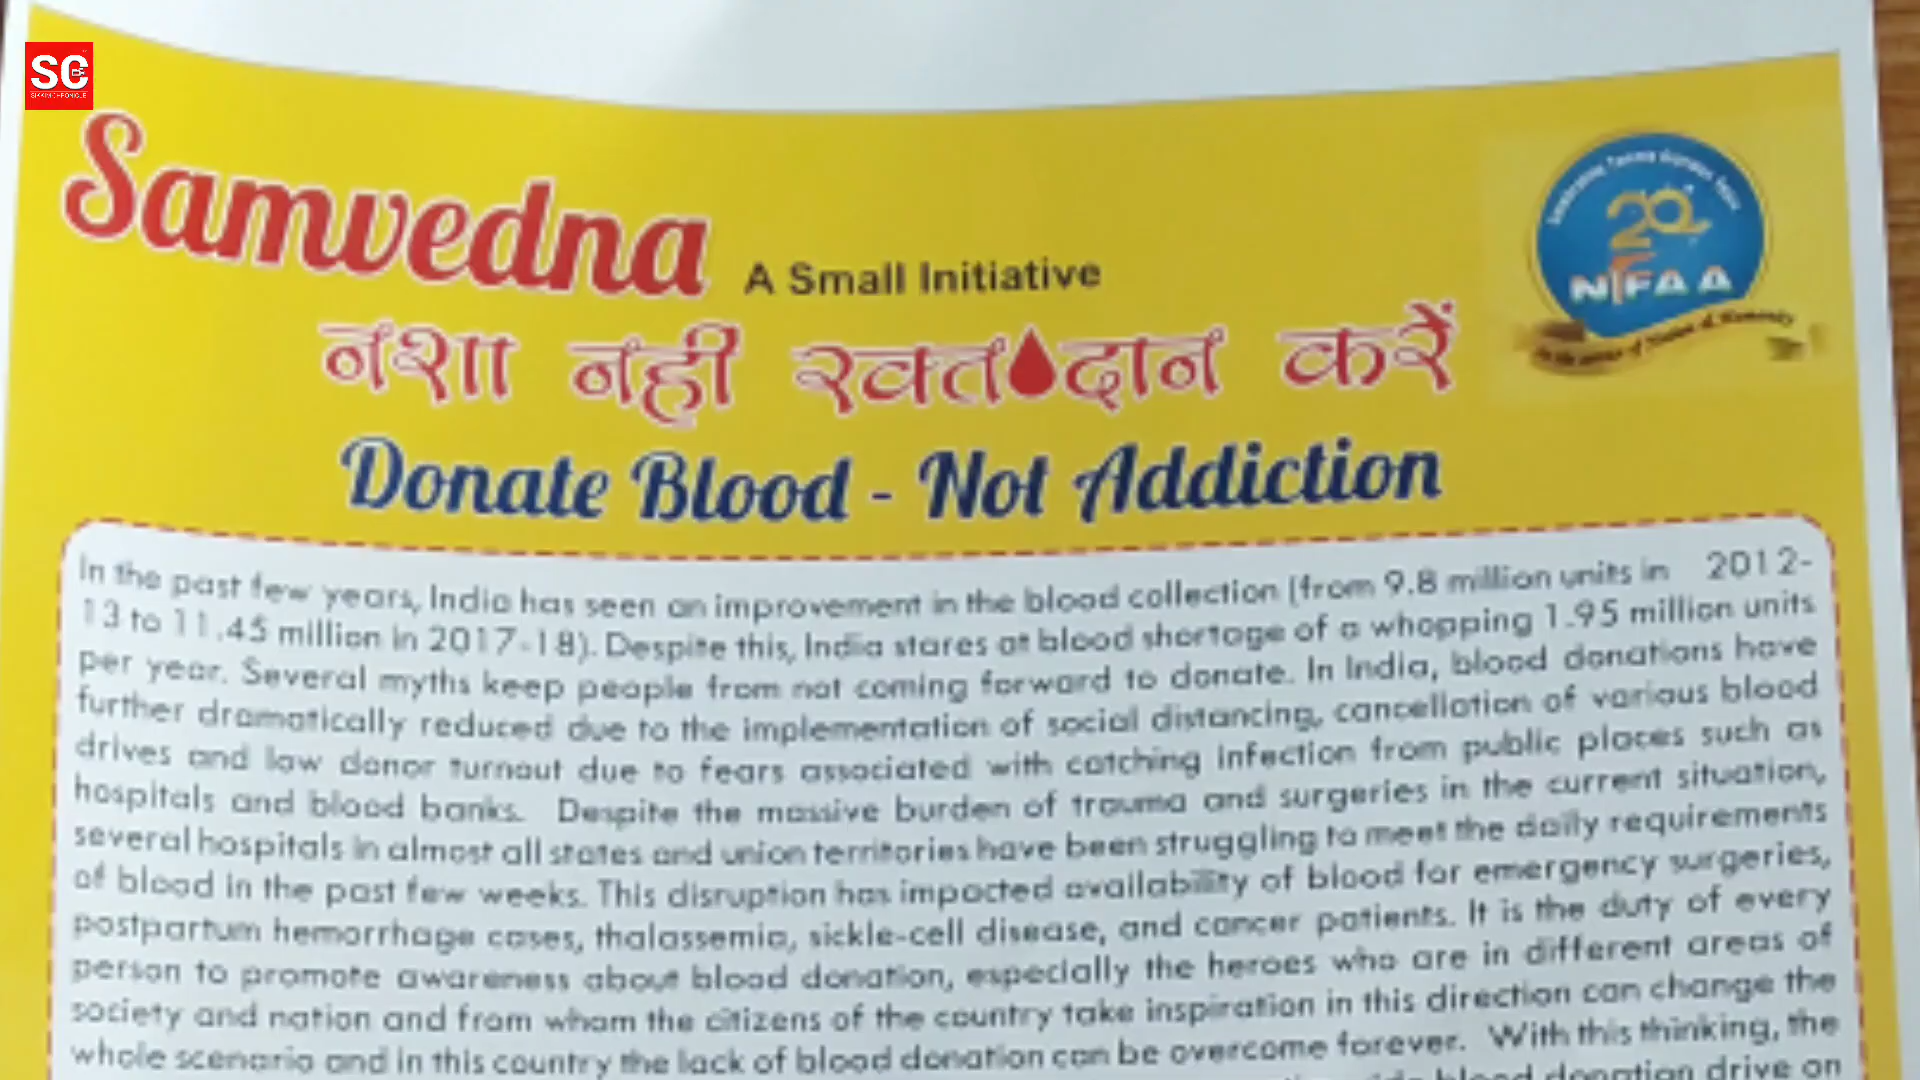 SC
SIKKIM CHRONICLE
Samvedna A Small Initiative
20
NIFAA
नशा नहीं रक्तदान करें
Donate Blood - Not Addiction
In the past few years, India has seen an improvement in the blood collection (from 9.8 million units in 2012-
13 to 11.45 million in 2017-18). Despite this, India stares at blood shortage of a whopping 1.95 million units
per year. Several myths keep people from not coming forward to donate. In India, blood donations have
further dramatically reduced due to the implementation of social distancing, cancellation of various blood
drives and low donor turnout due to fears associated with catching infection from public places such as
hospitals and blood banks. Despite the massive burden of trauma and surgeries in the current situation,
several hospitals in almost all states and union territories have been struggling to meet the daily requirements
of blood in the past few weeks. This disruption has impacted availability of blood for emergency surgeries,
postpartum hemorrhage cases, thalassemia, sickle-cell disease, and cancer patients. It is the duty of every
person to promote awareness about blood donation, especially the heroes who are in different areas of
society and nation and from whom the citizens of the country take inspiration in this direction can change the
whole scenario and in this country the lack of blood donation can be overcome forever. With this thinking, the
blood donation drive on